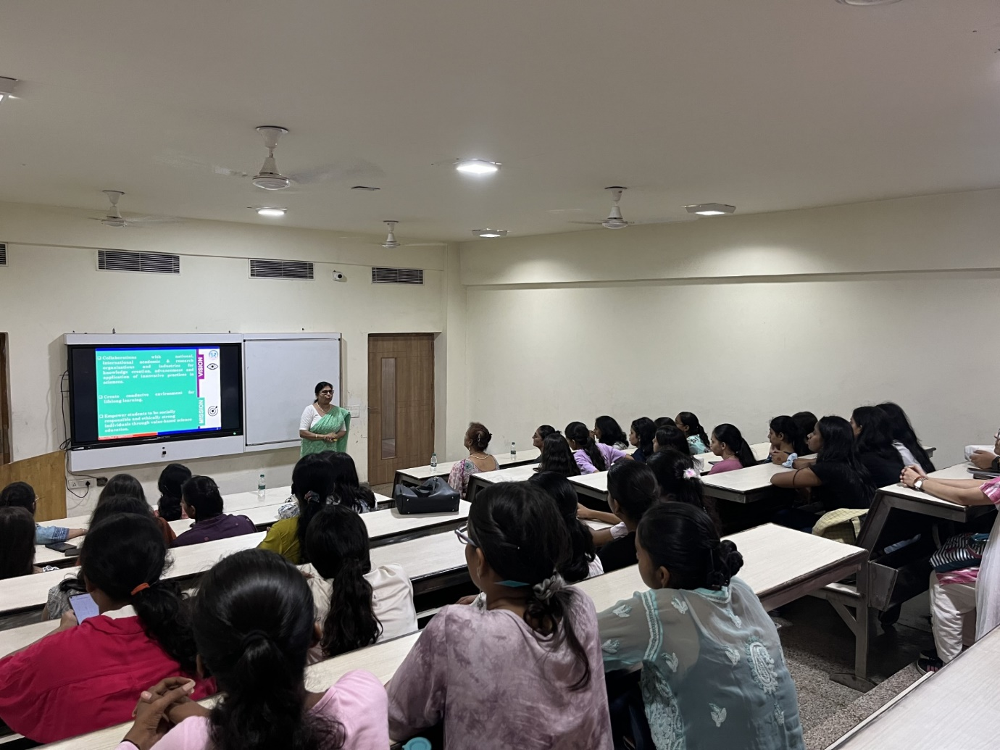 ❑ Collaborations with national,
international academic & research
organizations and industries for
knowledge creation, advancement and
application of innovative practices in
sciences.
❑ Create conducive environment for
lifelong learning.
❑ Empower students to be socially
responsible and ethically strong
individuals through value-based science
education.
VISION
MISSION